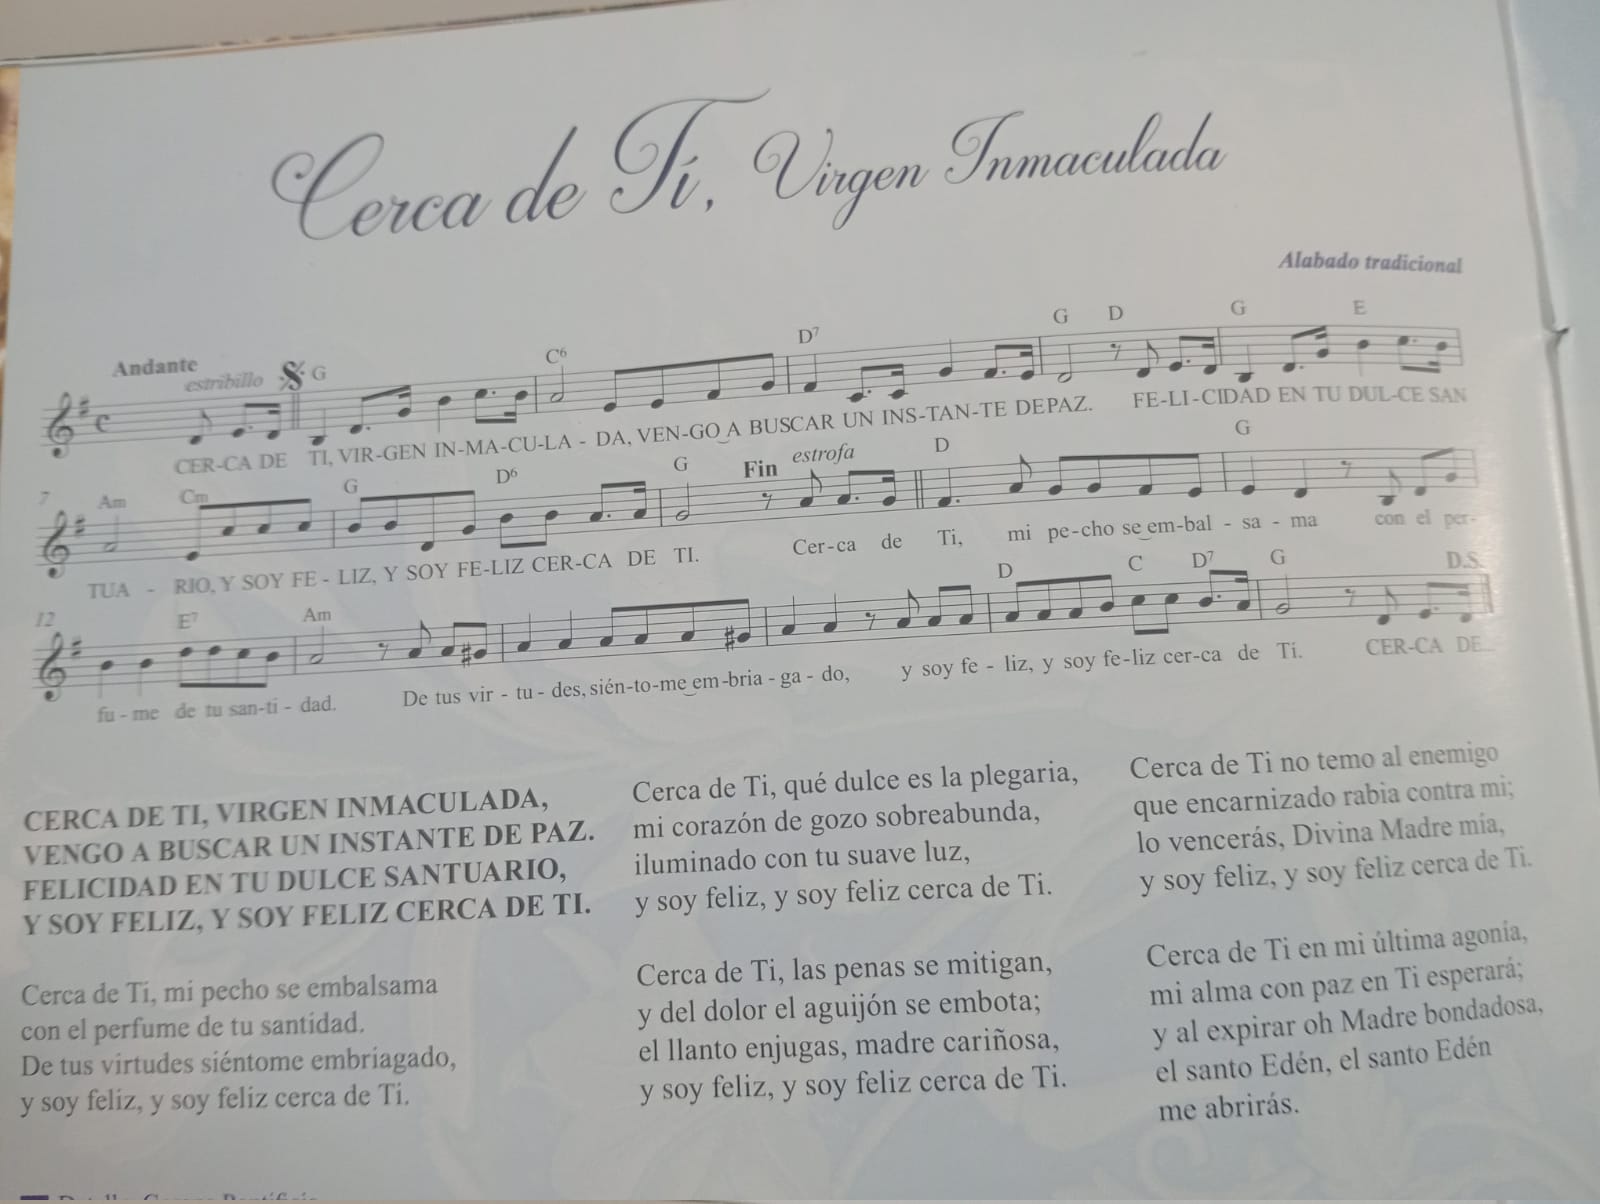 Cerca de Ti, Virgen Inmaculada
Alabado tradicional
Andante
estribillo G C6 D7 G D G E
CER-CA DE TI, VIR-GEN IN-MA-CU-LA - DA, VEN-GO A BUSCAR UN INS-TAN-TE DEPAZ. FE-LI-CIDAD EN TU DUL-CE SAN
7 Am Cm G D6 G Fin estrofa D G
TUA - RIO, Y SOY FE - LIZ, Y SOY FE-LIZ CER-CA DE TI. Cer-ca de Ti, mi pe-cho se em-bal - sa - ma con el per-
12 E7 Am D C D7 G D.S.
fu - me de tu san-ti - dad. De tus vir - tu - des, sién-to-me em-bria - ga - do, y soy fe - liz, y soy fe-liz cer-ca de Ti. CER-CA DE...
CERCA DE TI, VIRGEN INMACULADA,
VENGO A BUSCAR UN INSTANTE DE PAZ.
FELICIDAD EN TU DULCE SANTUARIO,
Y SOY FELIZ, Y SOY FELIZ CERCA DE TI.
Cerca de Ti, mi pecho se embalsama
con el perfume de tu santidad.
De tus virtudes siéntome embriagado,
y soy feliz, y soy feliz cerca de Ti.
Cerca de Ti, qué dulce es la plegaria,
mi corazón de gozo sobreabunda,
iluminado con tu suave luz,
y soy feliz, y soy feliz cerca de Ti.
Cerca de Ti, las penas se mitigan,
y del dolor el aguijón se embota;
el llanto enjugas, madre cariñosa,
y soy feliz, y soy feliz cerca de Ti.
Cerca de Ti no temo al enemigo
que encarnizado rabia contra mi;
lo vencerás, Divina Madre mía,
y soy feliz, y soy feliz cerca de Ti.
Cerca de Ti en mi última agonía,
mi alma con paz en Ti esperará;
y al expirar oh Madre bondadosa,
el santo Edén, el santo Edén
me abrirás.